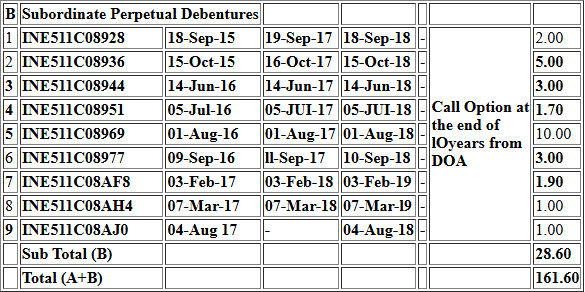 B Subordinate Perpetual Debentures
1 INE511C08928 18-Sep-15 19-Sep-17 18-Sep-18 - 2.00
2 INE511C08936 15-Oct-15 16-Oct-17 15-Oct-18 - 5.00
3 INE511C08944 14-Jun-16 14-Jun-17 14-Jun-18 - 3.00
4 INE511C08951 05-Jul-16 05-JUI-17 05-JUI-18 - Call Option at 1.70
the end of
5 INE511C08969 01-Aug-16 01-Aug-17 01-Aug-18 - lOyears from 10.00
6 INE511C08977 09-Sep-16 ll-Sep-17 10-Sep-18 - DOA 3.00
7 INE511C08AF8 03-Feb-17 03-Feb-18 03-Feb-19 - 1.90
8 INE511C08AH4 07-Mar-17 07-Mar-18 07-Mar-l9 - 1.00
9 INE511C08AJ0 04-Aug 17 - 04-Aug-18 - 1.00
Sub Total (B) 28.60
Total (A+B) 161.60